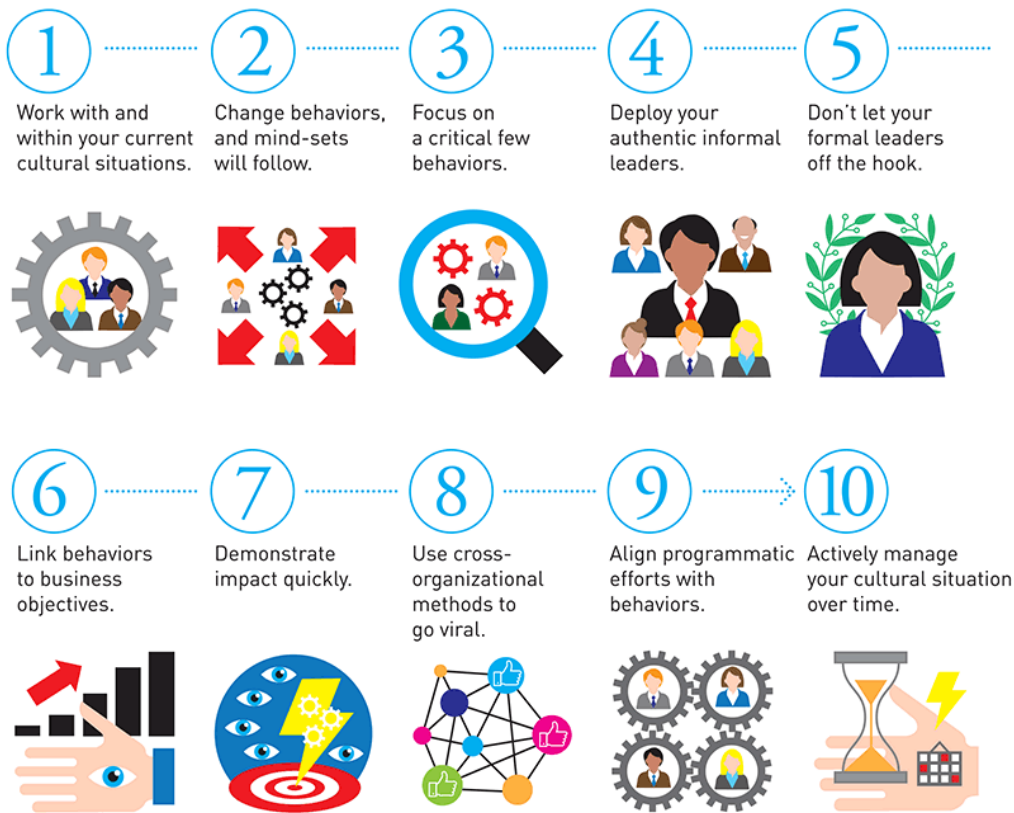 1
Work with and
within your current
cultural situations.
2
Change behaviors,
and mind-sets
will follow.
3
Focus on
a critical few
behaviors.
4
Deploy your
authentic informal
leaders.
5
Don't let your
formal leaders
off the hook.
6
Link behaviors
to business
objectives.
7
Demonstrate
impact quickly.
8
Use cross-
organizational
methods to
go viral.
9
Align programmatic
efforts with
behaviors.
10
Actively manage
your cultural situation
over time.